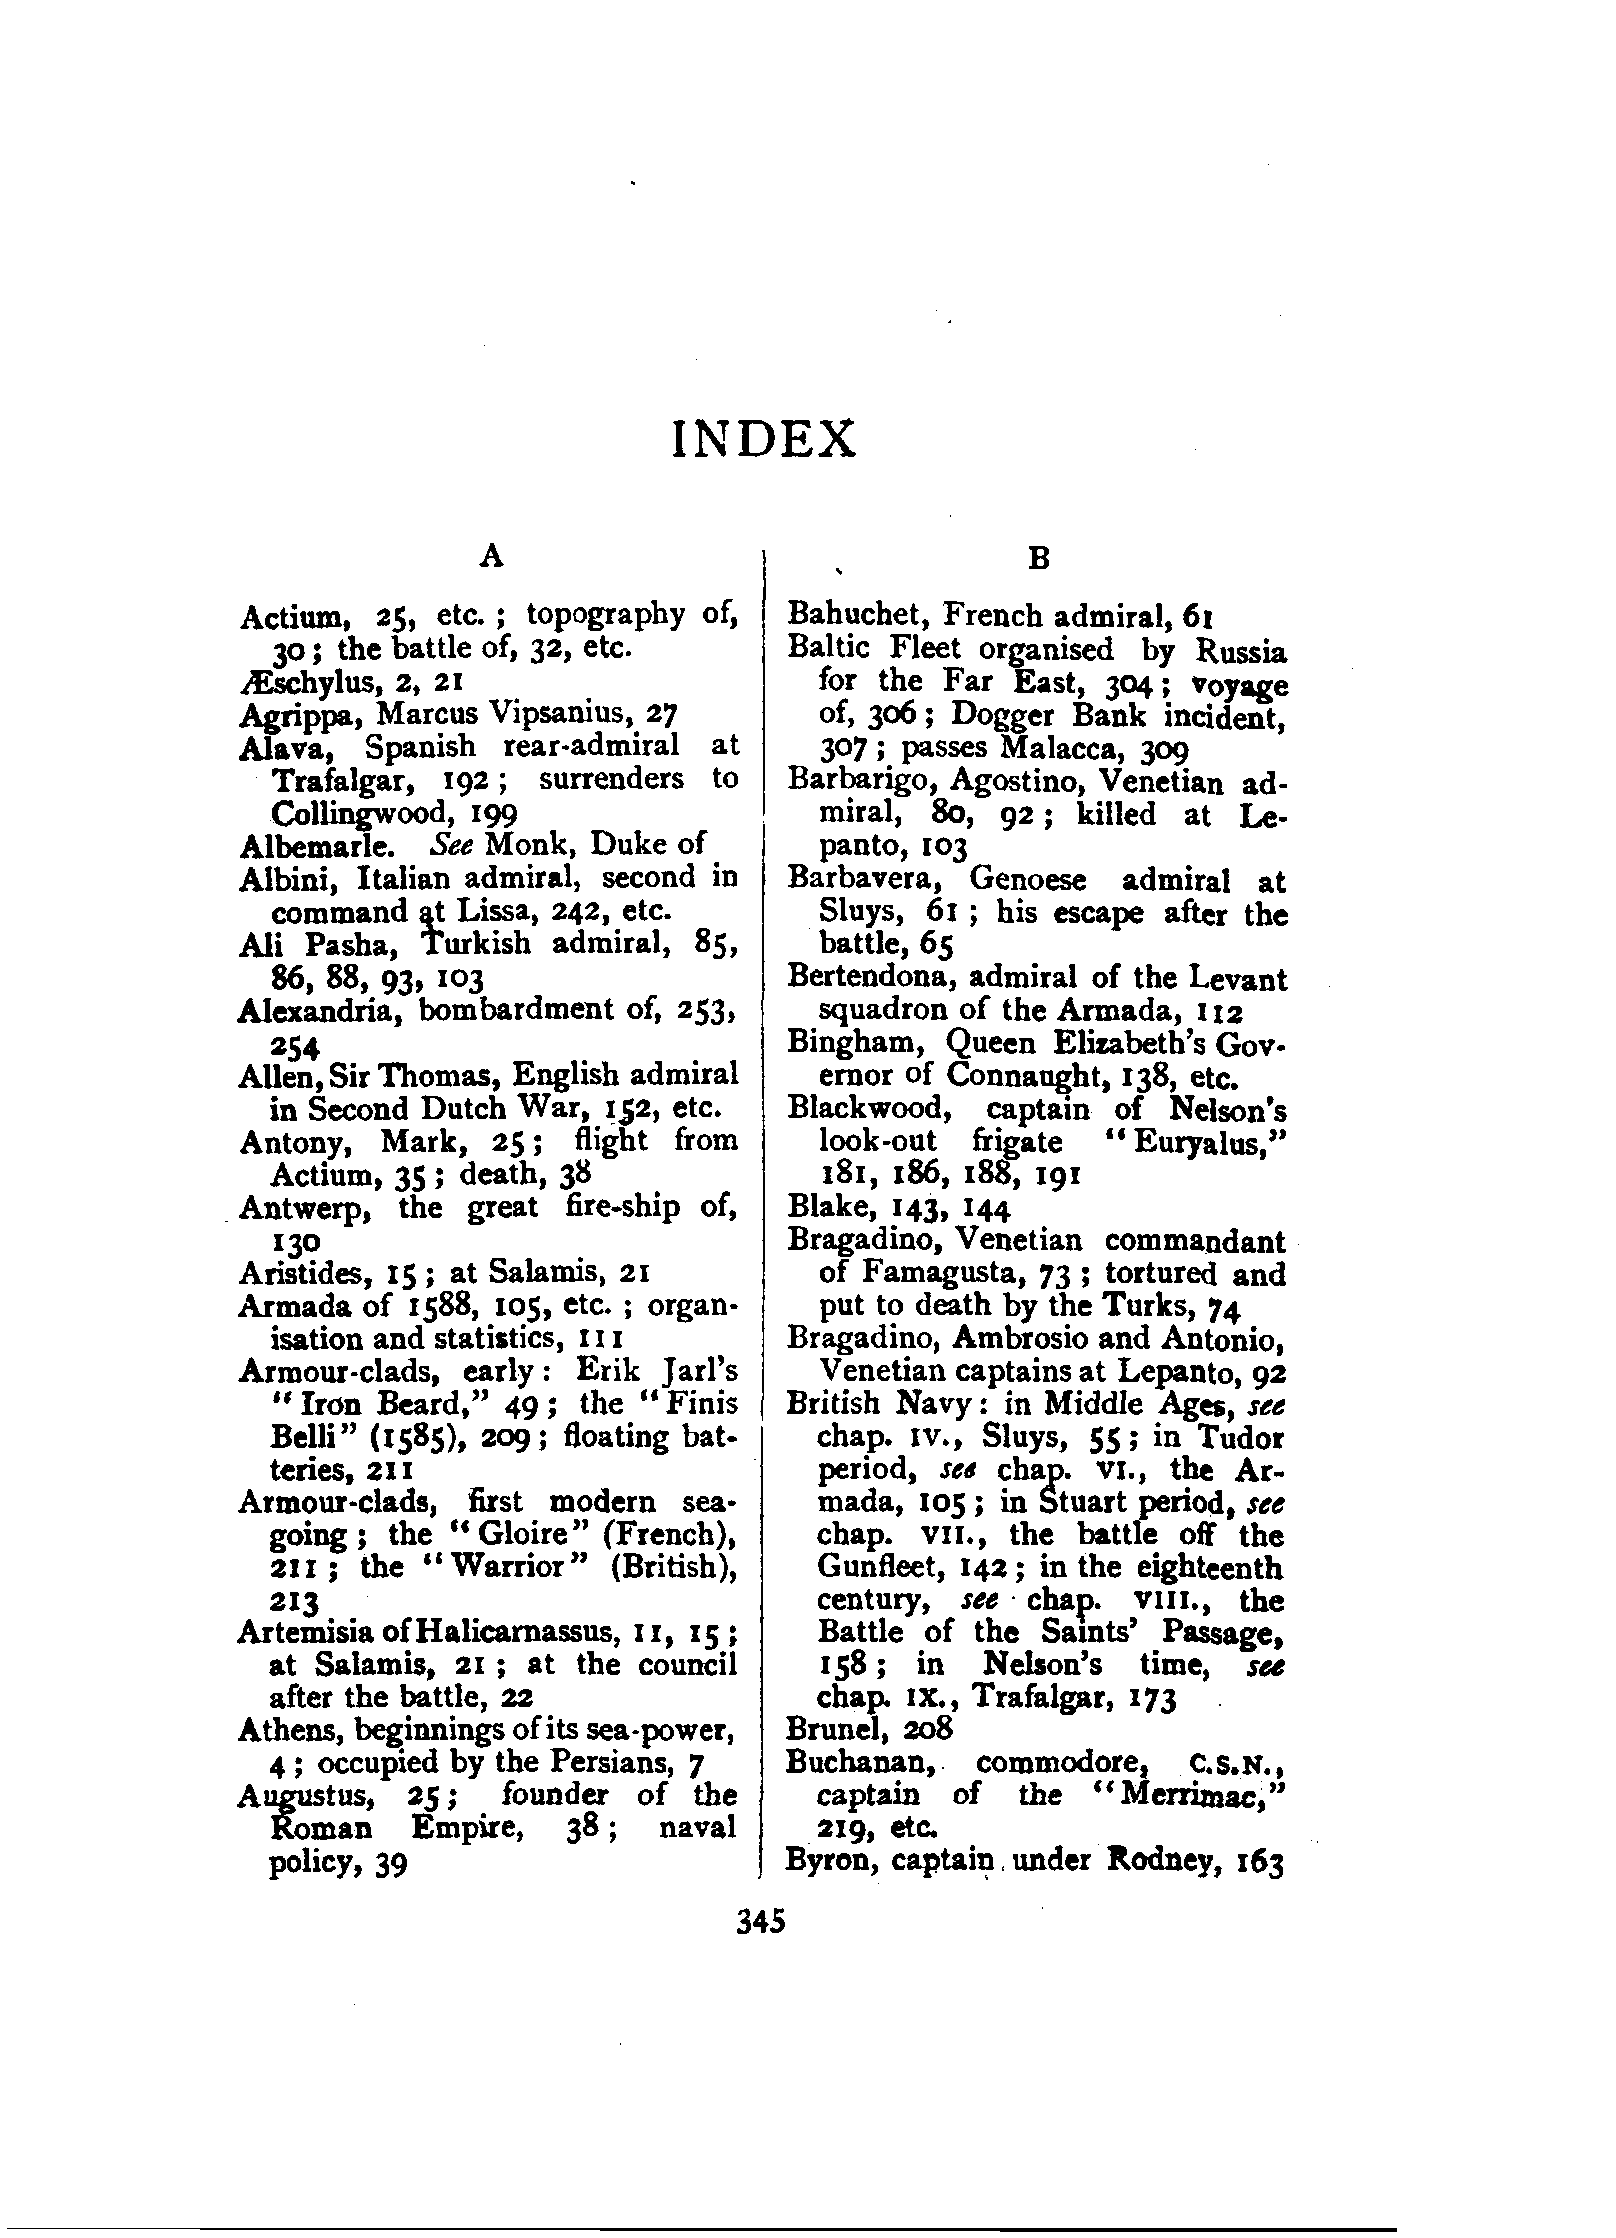 INDEX
A
Actium, 25, etc. ; topography of,
30 ; the battle of, 32, etc.
Æschylus, 2, 21
Agrippa, Marcus Vipsanius, 27
Alava, Spanish rear-admiral at
Trafalgar, 192 ; surrenders to
Collingwood, 199
Albemarle. See Monk, Duke of
Albini, Italian admiral, second in
command at Lissa, 242, etc.
Ali Pasha, Turkish admiral, 85,
86, 88, 93, 103
Alexandria, bombardment of, 253,
254
Allen, Sir Thomas, English admiral
in Second Dutch War, 152, etc.
Antony, Mark, 25 ; flight from
Actium, 35 ; death, 38
Antwerp, the great fire-ship of,
130
Aristides, 15 ; at Salamis, 21
Armada of 1588, 105, etc. ; organ-
isation and statistics, 111
Armour-clads, early : Erik Jarl's
"Iron Beard," 49 ; the "Finis
Belli" (1585), 209 ; floating bat-
teries, 211
Armour-clads, first modern sea-
going ; the "Gloire" (French),
211 ; the "Warrior" (British),
213
Artemisia of Halicarnassus, 11, 15 ;
at Salamis, 21 ; at the council
after the battle, 22
Athens, beginnings of its sea-power,
4 ; occupied by the Persians, 7
Augustus, 25 ; founder of the
Roman Empire, 38 ; naval
policy, 39
B
Bahuchet, French admiral, 61
Baltic Fleet organised by Russia
for the Far East, 304 ; voyage
of, 306 ; Dogger Bank incident,
307 ; passes Malacca, 309
Barbarigo, Agostino, Venetian ad-
miral, 80, 92 ; killed at Le-
panto, 103
Barbavera, Genoese admiral at
Sluys, 61 ; his escape after the
battle, 65
Bertendona, admiral of the Levant
squadron of the Armada, 112
Bingham, Queen Elizabeth's Gov-
ernor of Connaught, 138, etc.
Blackwood, captain of Nelson's
look-out frigate "Euryalus,"
181, 186, 188, 191
Blake, 143, 144
Bragadino, Venetian commandant
of Famagusta, 73 ; tortured and
put to death by the Turks, 74
Bragadino, Ambrosio and Antonio,
Venetian captains at Lepanto, 92
British Navy : in Middle Ages, see
chap. IV., Sluys, 55 ; in Tudor
period, see chap. VI., the Ar-
mada, 105 ; in Stuart period, see
chap. VII., the battle off the
Gunfleet, 142 ; in the eighteenth
century, see chap. VIII., the
Battle of the Saints' Passage,
158 ; in Nelson's time, see
chap. IX., Trafalgar, 173
Brunel, 208
Buchanan, commodore, C.S.N.,
captain of the "Merrimac,"
219, etc.
Byron, captain under Rodney, 163
345